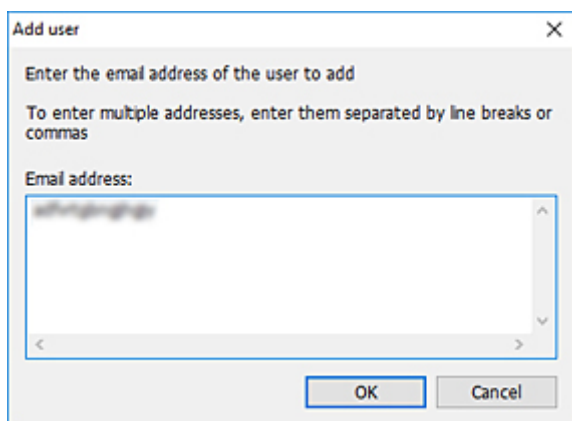 Add user
Enter the email address of the user to add
To enter multiple addresses, enter them separated by line breaks or
commas
Email address:
OK
Cancel